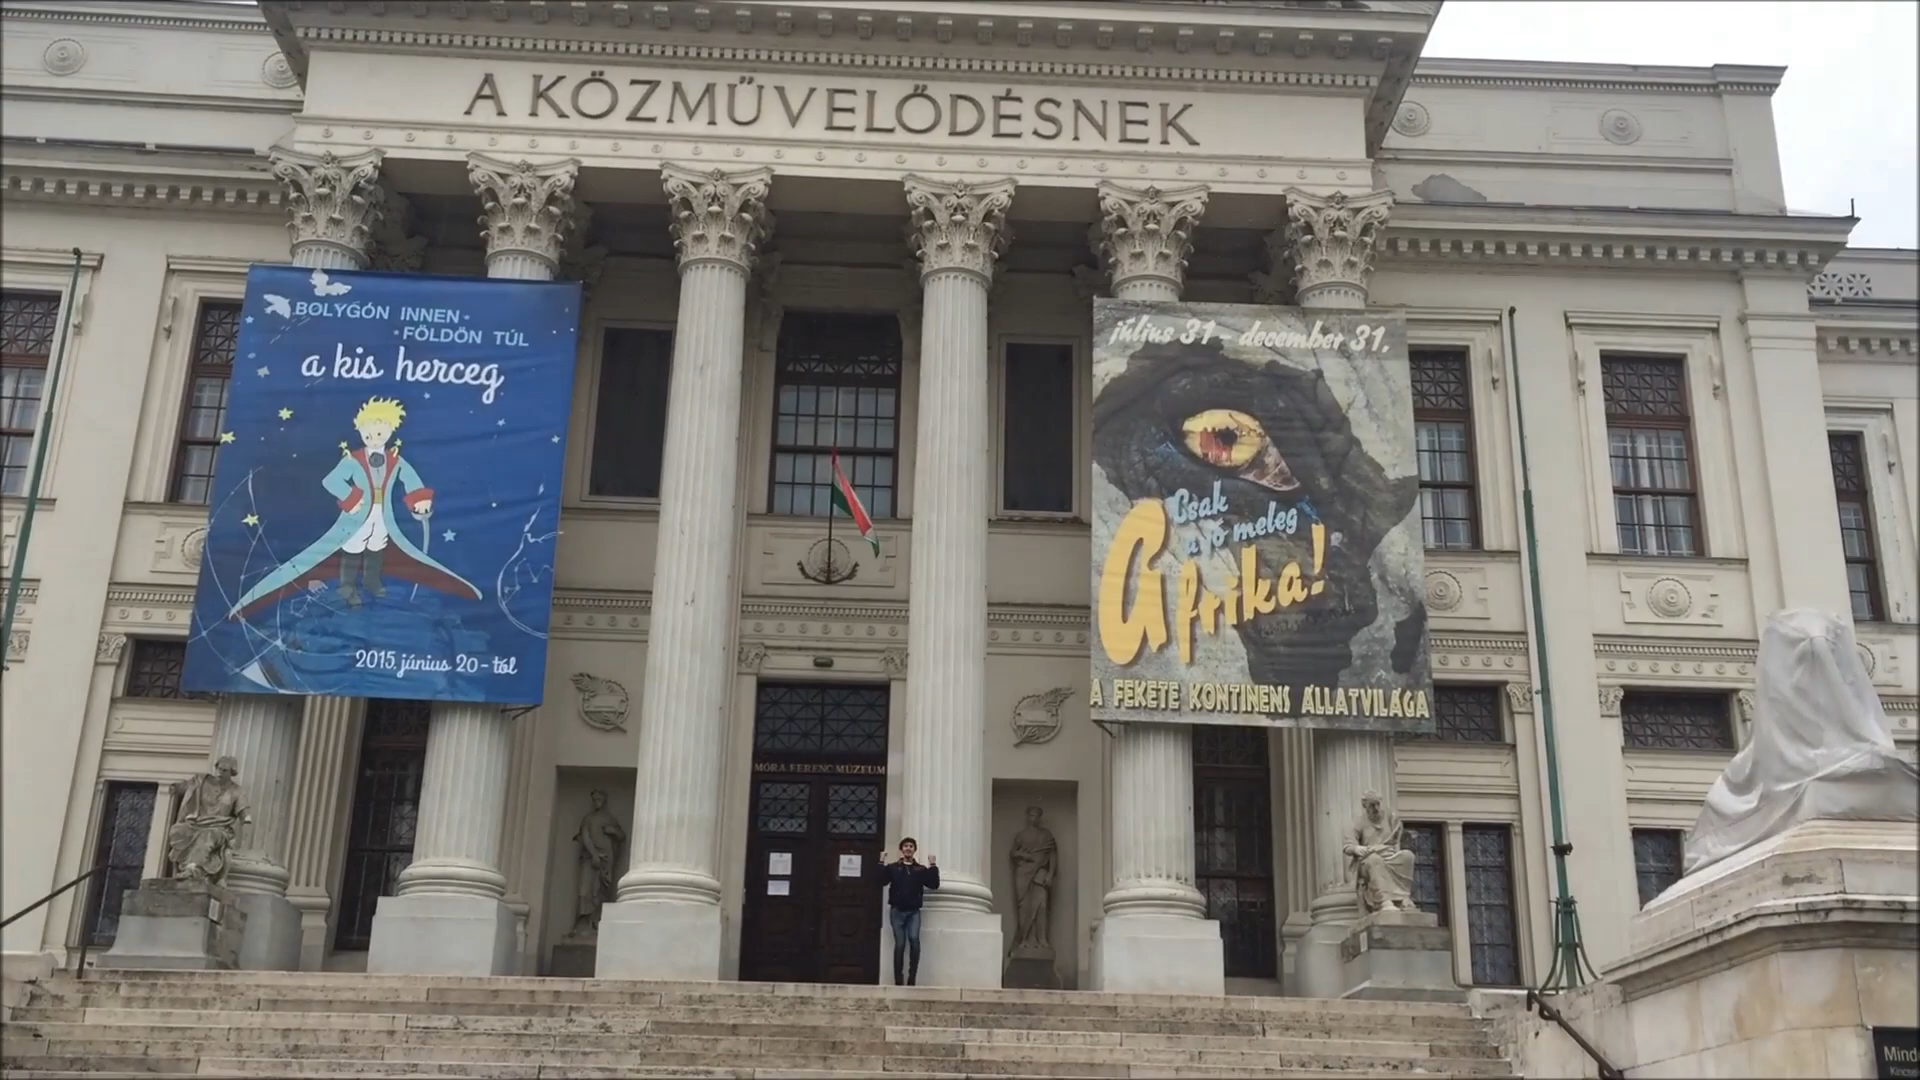 A KÖZMŰVELŐDÉSNEK
BOLYGÓN INNEN
FÖLDÖN TÚL
a kis herceg
2015. június 20-tól
július 31 - december 31.
Csak
a jó meleg
Afrika!
A FEKETE KONTINENS ÁLLATVILÁGA
MÓRA FERENC MÚZEUM
Mind
Kincse